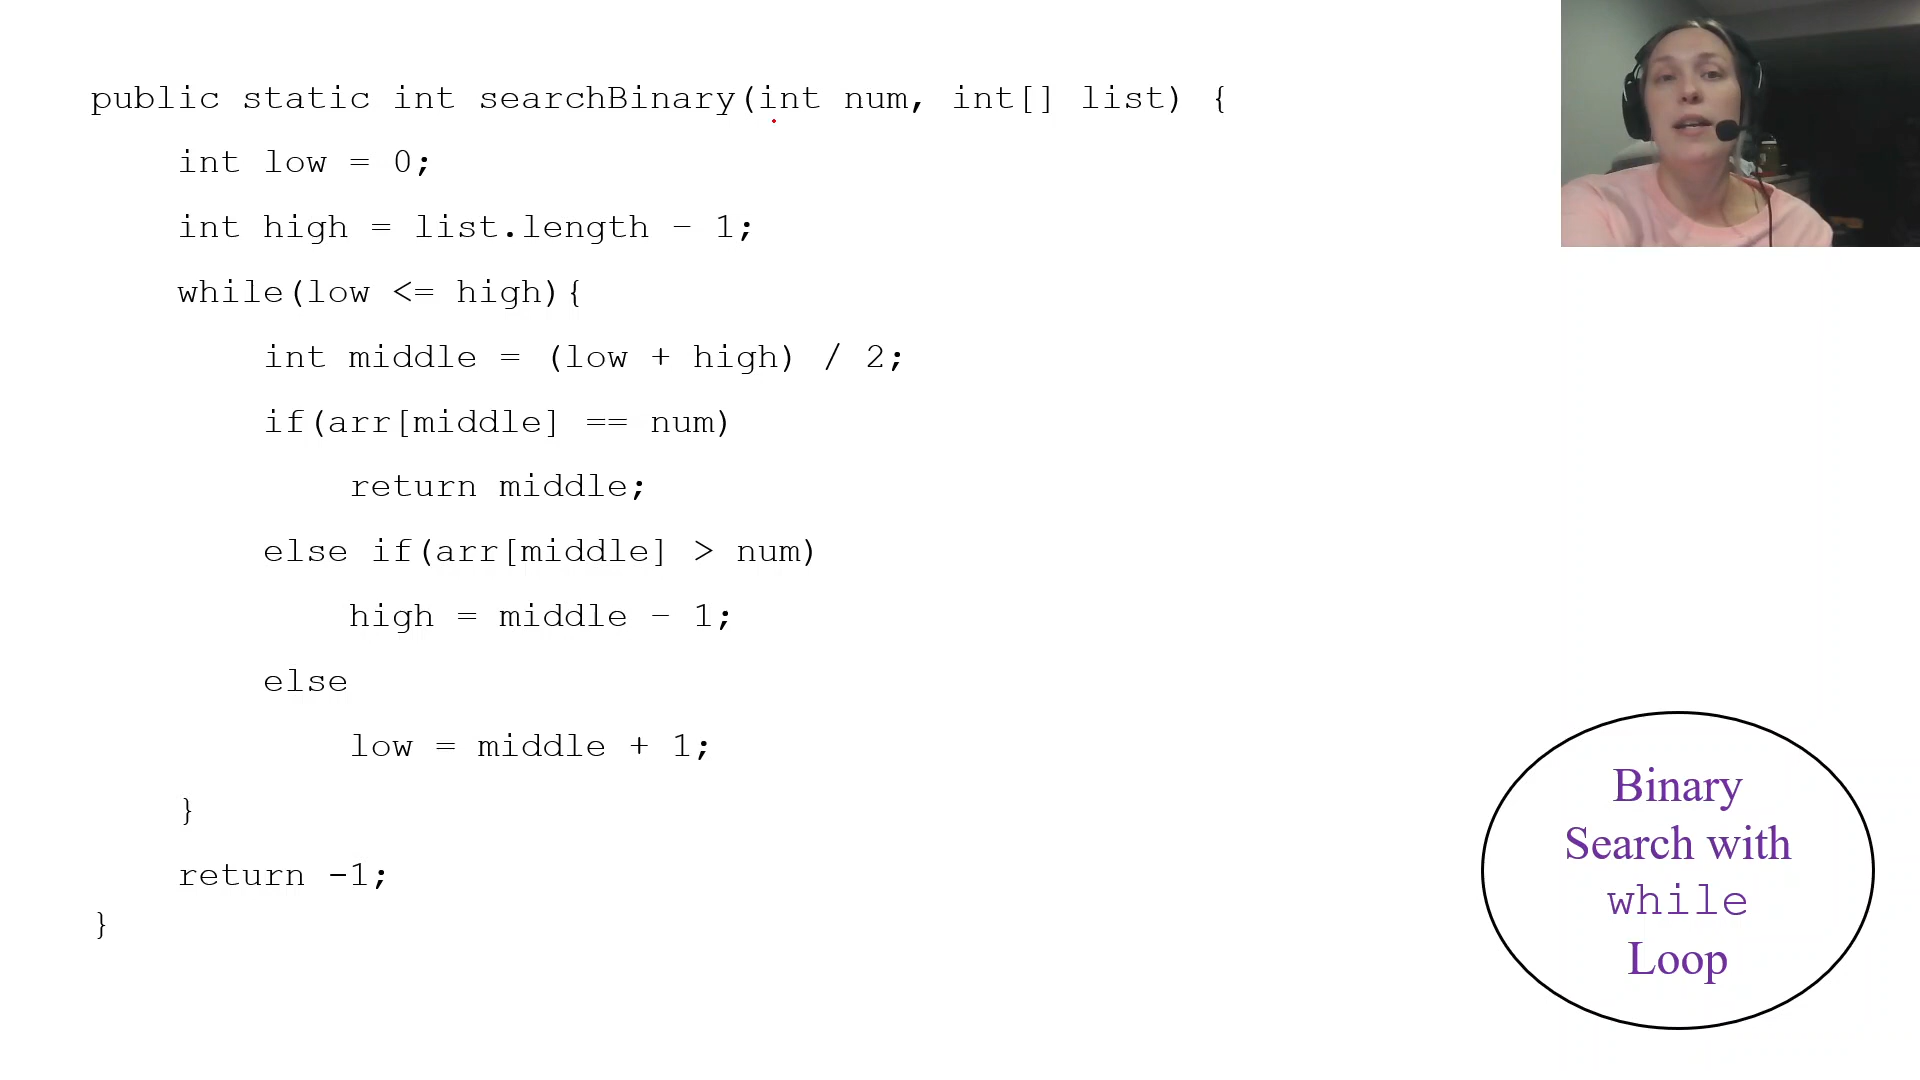 public static int searchBinary(int num, int[] list) {
int low = 0;
int high = list.length – 1;
while(low <= high){
int middle = (low + high) / 2;
if(arr[middle] == num)
return middle;
else if(arr[middle] > num)
high = middle – 1;
else
low = middle + 1;
}
return -1;
}
Binary
Search with
while
Loop